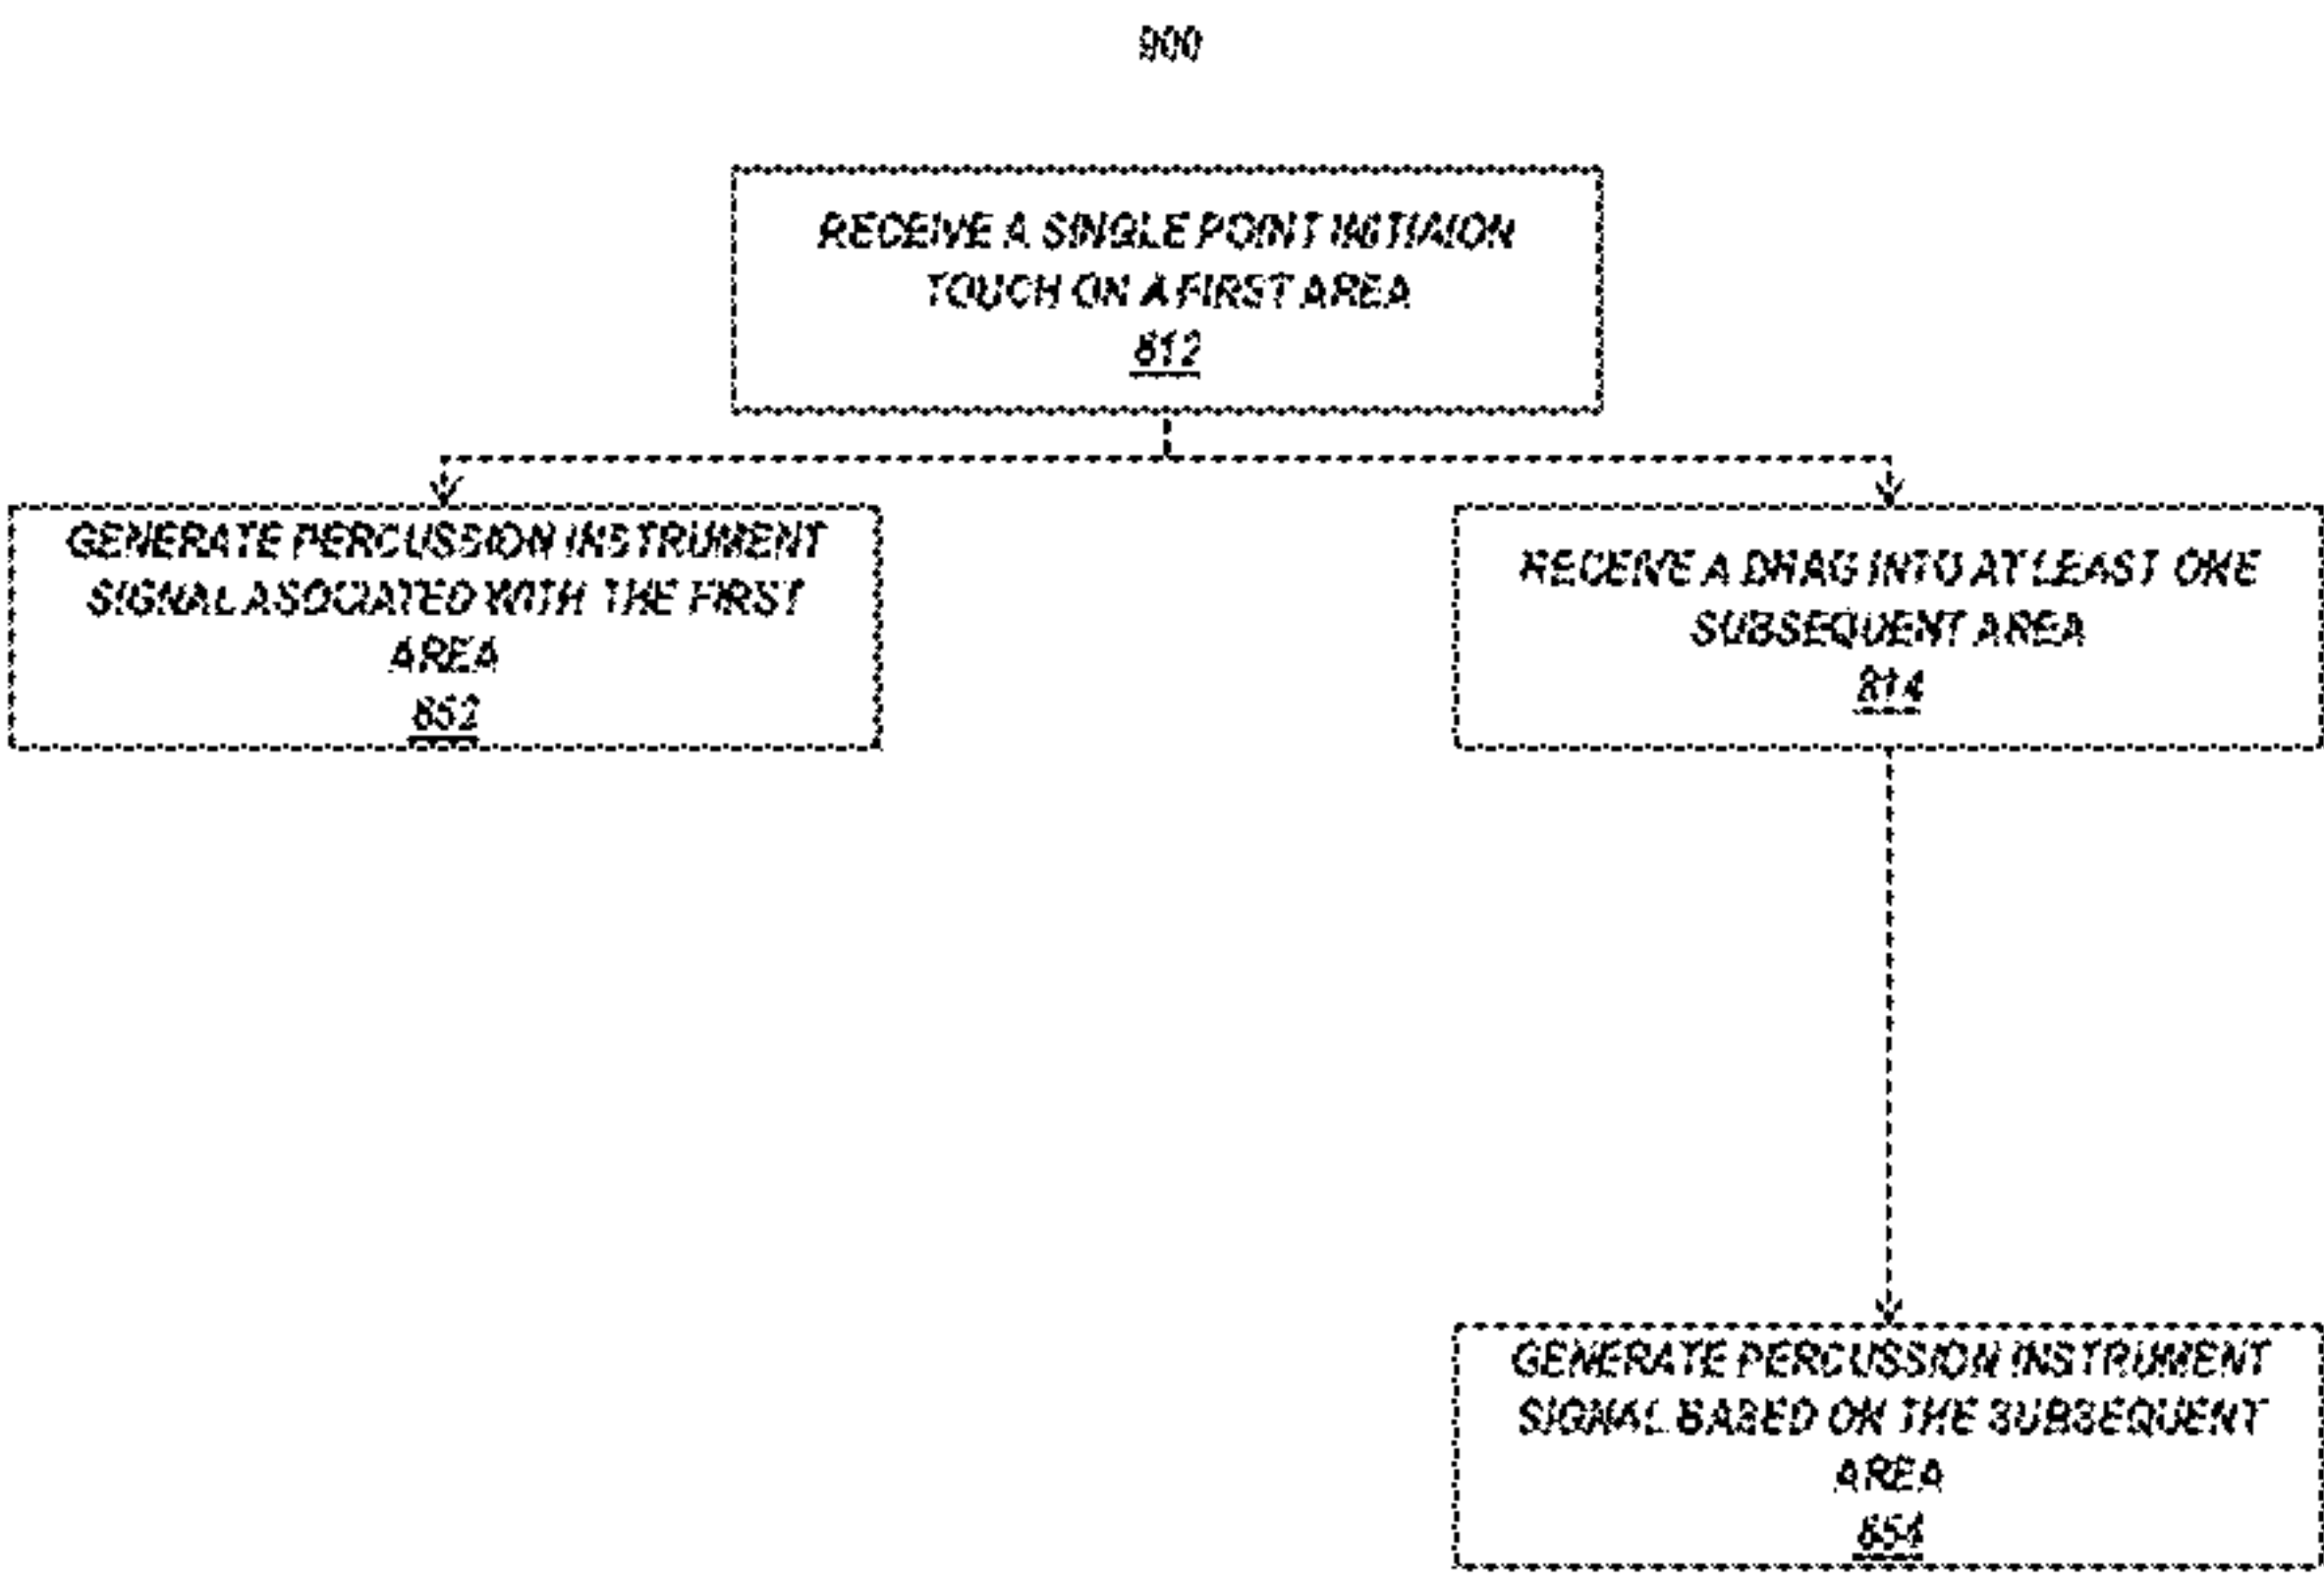 900
RECEIVE A SINGLE POINT INITIAION
TOUCH ON A FIRST AREA
812
GENERATE PERCUSSION INSTRUMENT
SIGNAL ASOCIATED WITH THE FIRST
AREA
852
RECEIVE A DRAG INTO AT LEAST ONE
SUBSEQUENT AREA
814
GENERATE PERCUSSION INSTRUMENT
SIGNAL BASED ON THE SUBSEQUENT
AREA
854